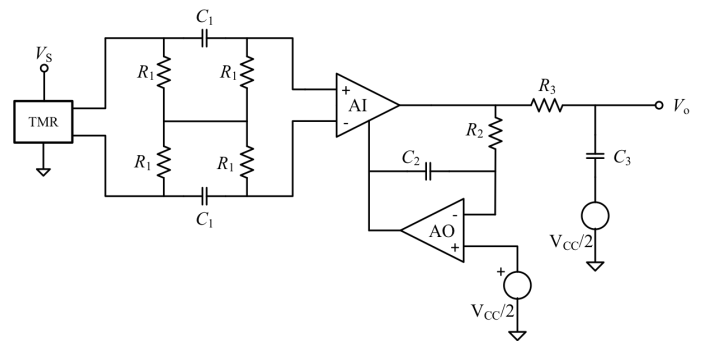 C1
VS
R1
R1
TMR
+
AI
-
R3
Vo
R2
R1
R1
C2
C3
C1
-
AO
+
VCC/2
+
VCC/2